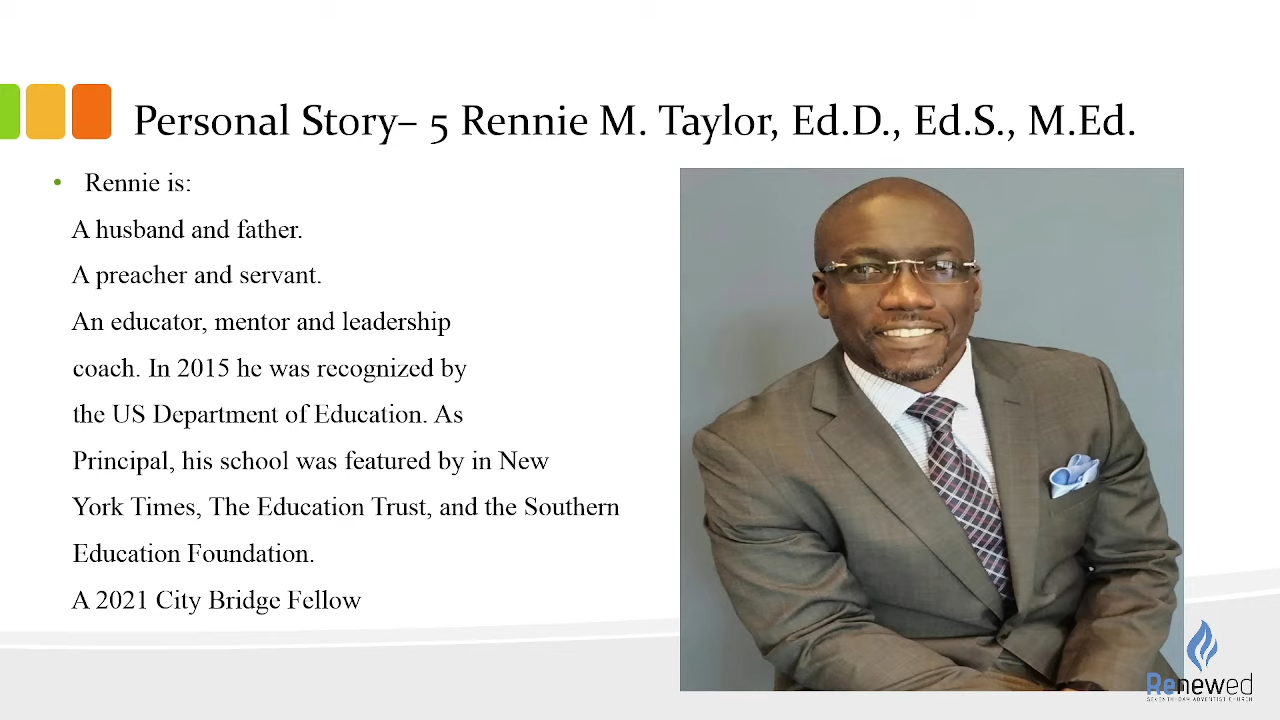 Personal Story– 5 Rennie M. Taylor, Ed.D., Ed.S., M.Ed.
• Rennie is:
A husband and father.
A preacher and servant.
An educator, mentor and leadership
coach. In 2015 he was recognized by
the US Department of Education. As
Principal, his school was featured by in New
York Times, The Education Trust, and the Southern
Education Foundation.
A 2021 City Bridge Fellow
Renewed
SEVENTH-DAY ADVENTIST CHURCH